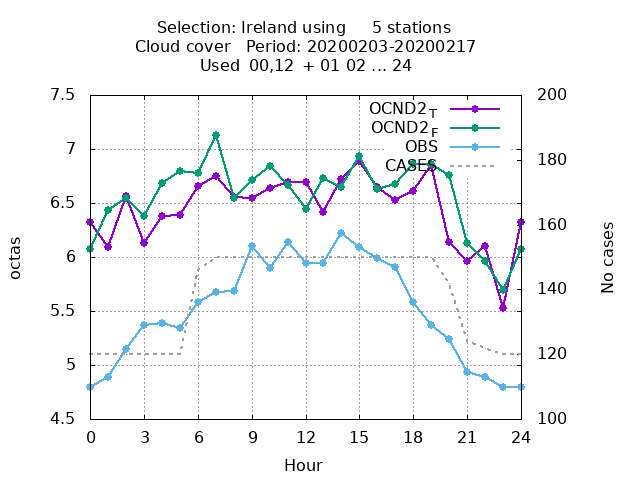 Selection: Ireland using 5 stations
Cloud cover Period: 20200203-20200217
Used 00,12 + 01 02 ... 24
7.5
7
6.5
6
5.5
5
4.5
octas
200
180
160
140
120
100
No cases
OCND2 T
OCND2 F
OBS
CASES
0 3 6 9 12 15 18 21 24
Hour